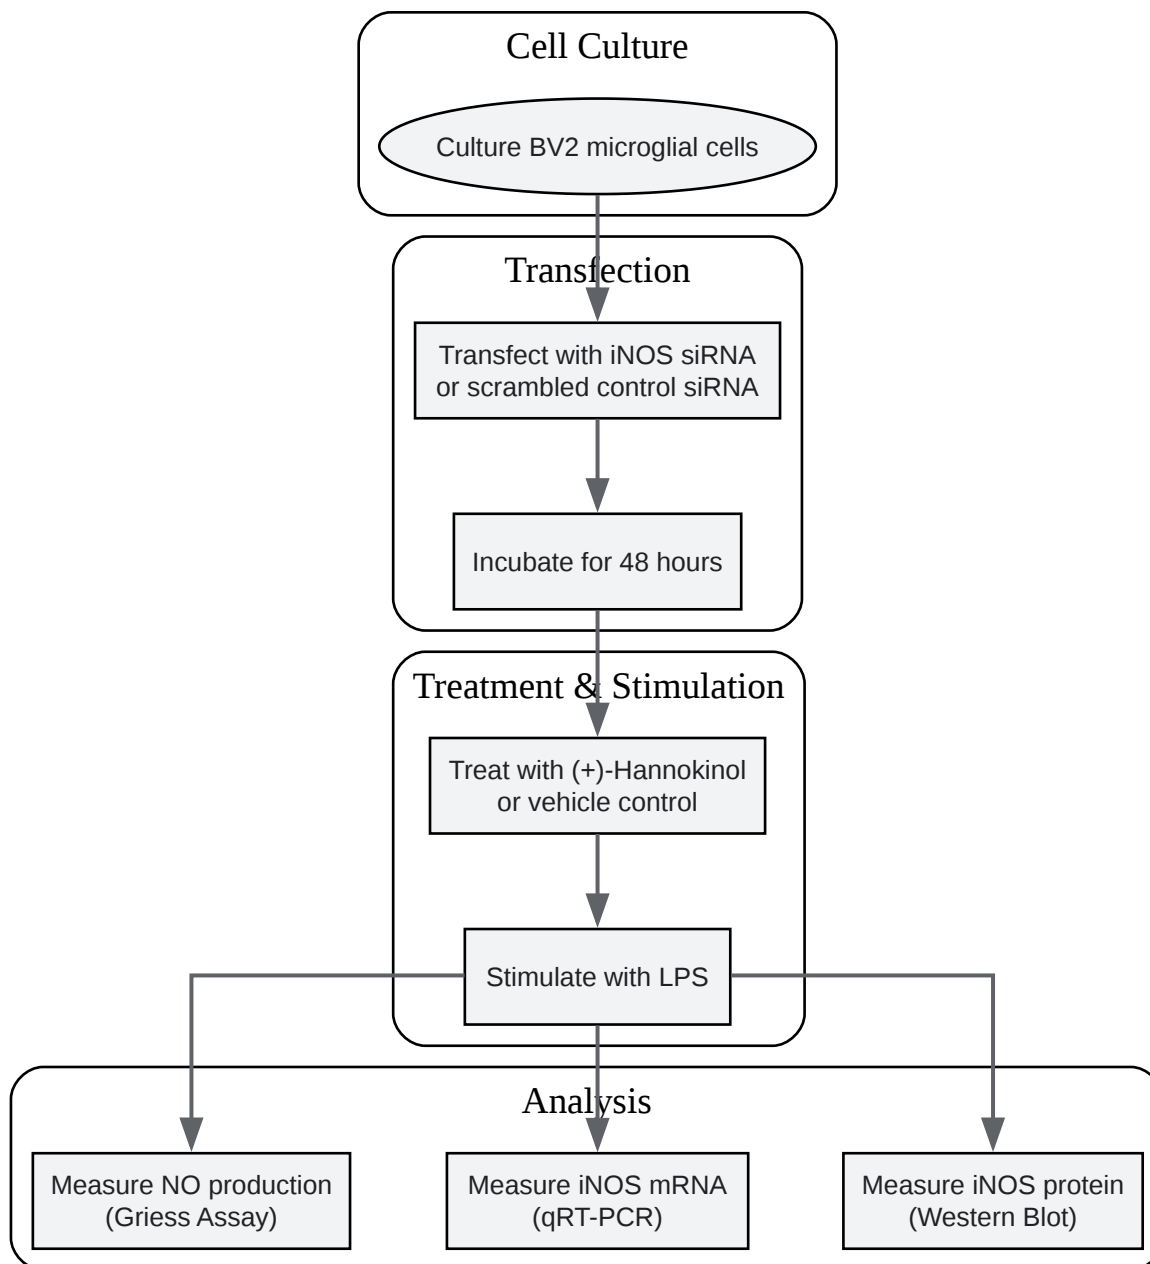 Cell Culture
Culture BV2 microglial cells
Transfection
Transfect with iNOS siRNA
or scrambled control siRNA
Incubate for 48 hours
Treatment & Stimulation
Treat with (+)-Hannokinol
or vehicle control
Stimulate with LPS
Analysis
Measure NO production
(Griess Assay)
Measure iNOS mRNA
(qRT-PCR)
Measure iNOS protein
(Western Blot)